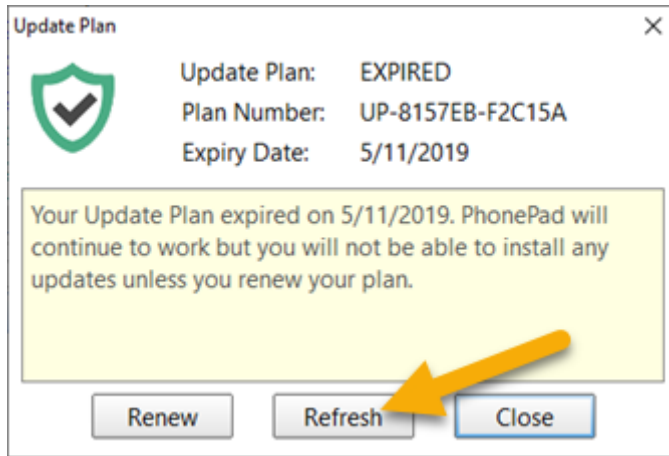 Update Plan
Update Plan: EXPIRED
Plan Number: UP-8157EB-F2C15A
Expiry Date: 5/11/2019
Your Update Plan expired on 5/11/2019. PhonePad will
continue to work but you will not be able to install any
updates unless you renew your plan.
Renew Refresh Close